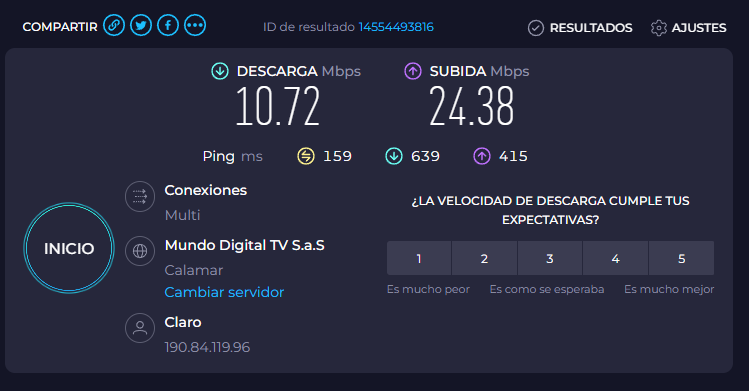 COMPARTIR
ID de resultado 14554493816
RESULTADOS
AJUSTES
DESCARGA Mbps
10.72
SUBIDA Mbps
24.38
Ping ms
159
639
415
INICIO
Conexiones
Multi
Mundo Digital TV S.a.S
Calamar
Cambiar servidor
Claro
190.84.119.96
¿LA VELOCIDAD DE DESCARGA CUMPLE TUS
EXPECTATIVAS?
1 2 3 4 5
Es mucho peor Es como se esperaba Es mucho mejor